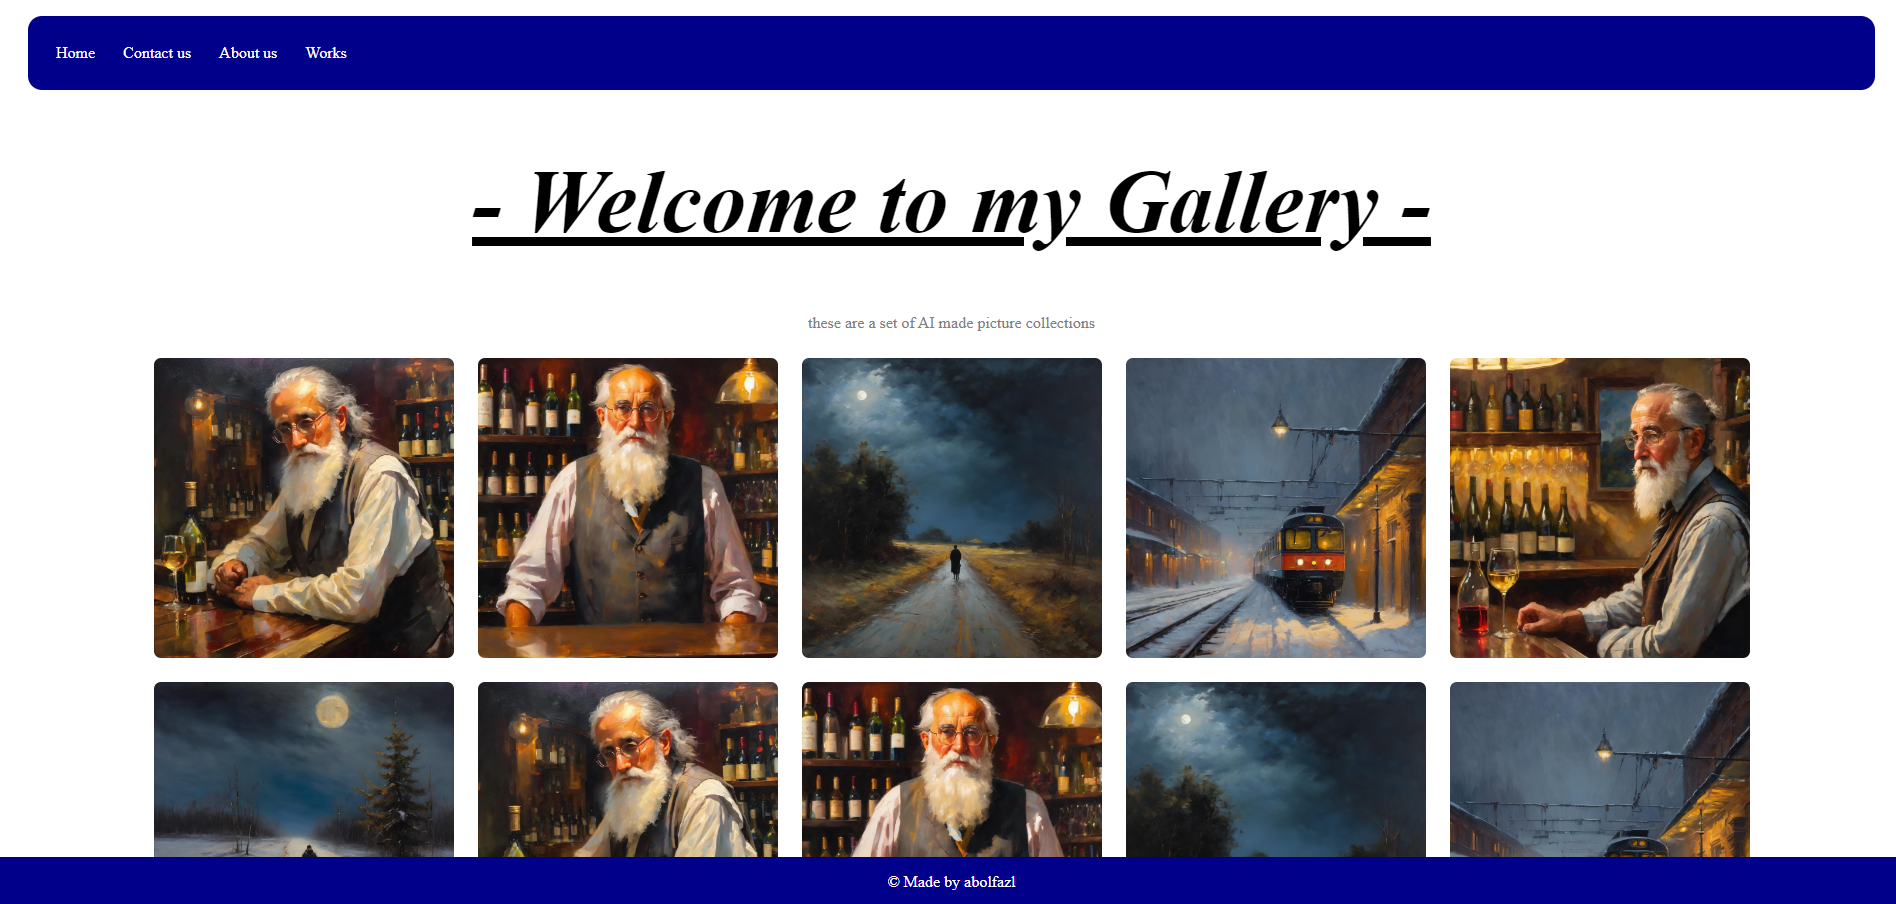 Home Contact us About us Works
- Welcome to my Gallery -
these are a set of AI made picture collections
© Made by abolfazl